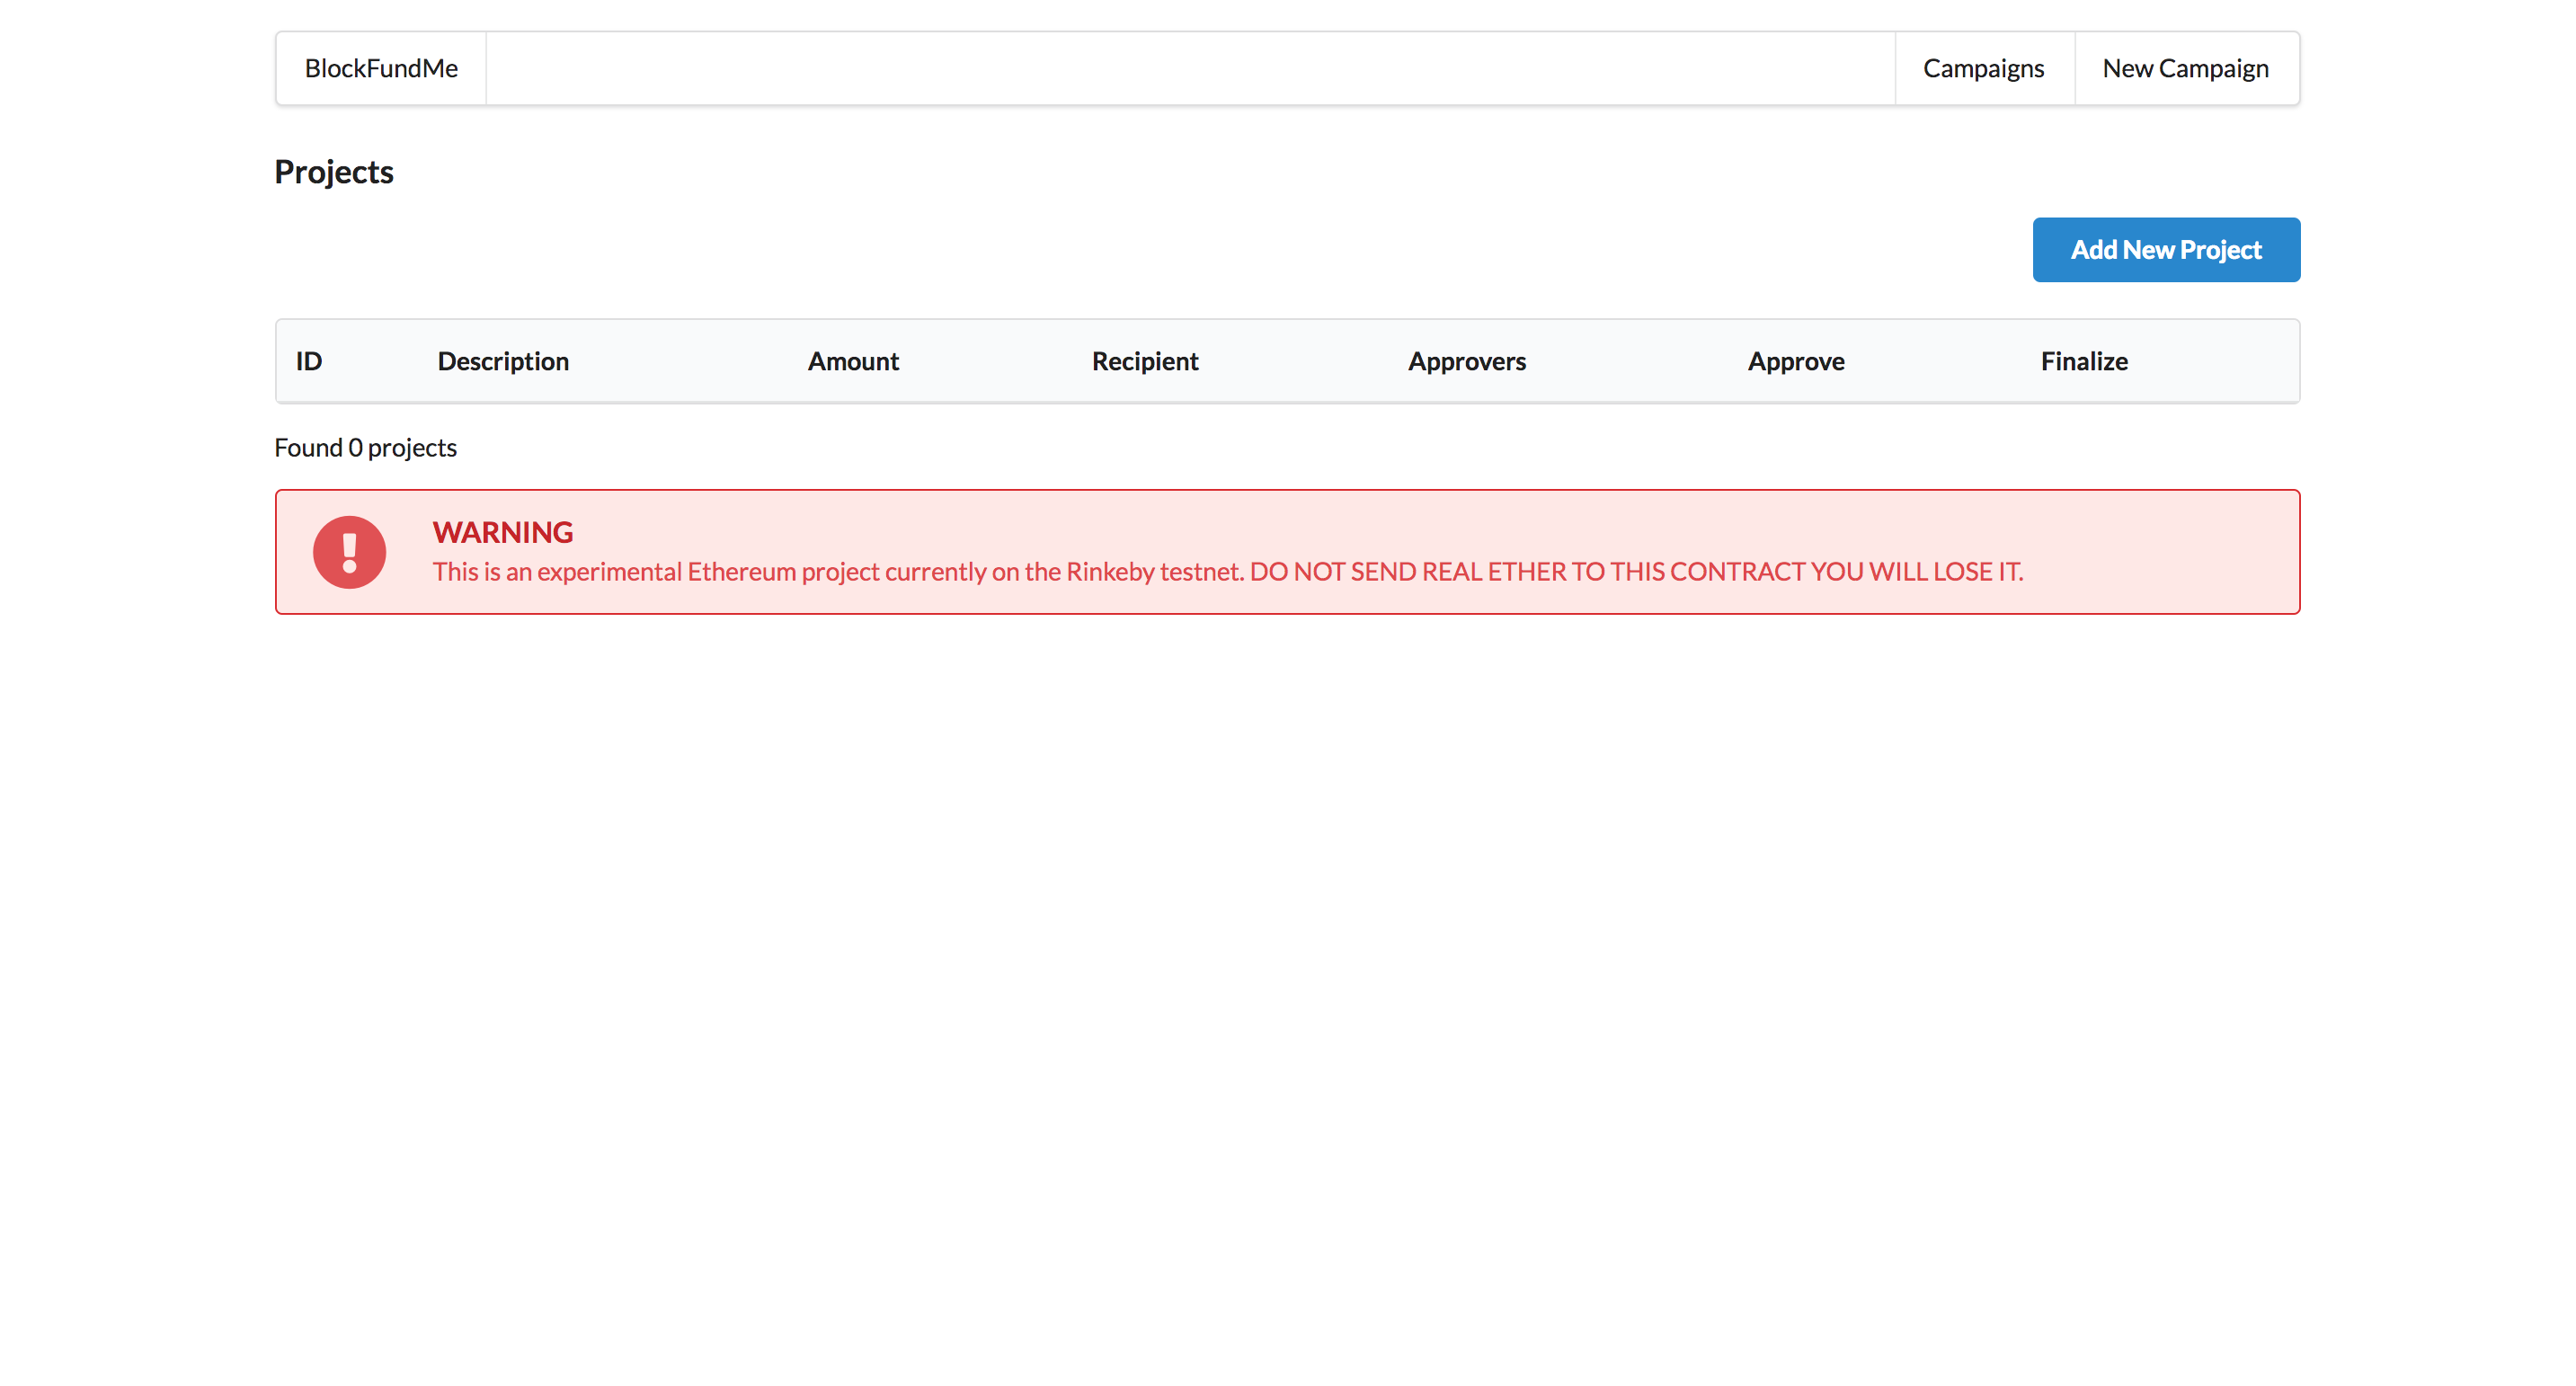 BlockFundMe Campaigns New Campaign
Projects
Add New Project
ID Description Amount Recipient Approvers Approve Finalize
Found 0 projects
WARNING
This is an experimental Ethereum project currently on the Rinkeby testnet. DO NOT SEND REAL ETHER TO THIS CONTRACT YOU WILL LOSE IT.